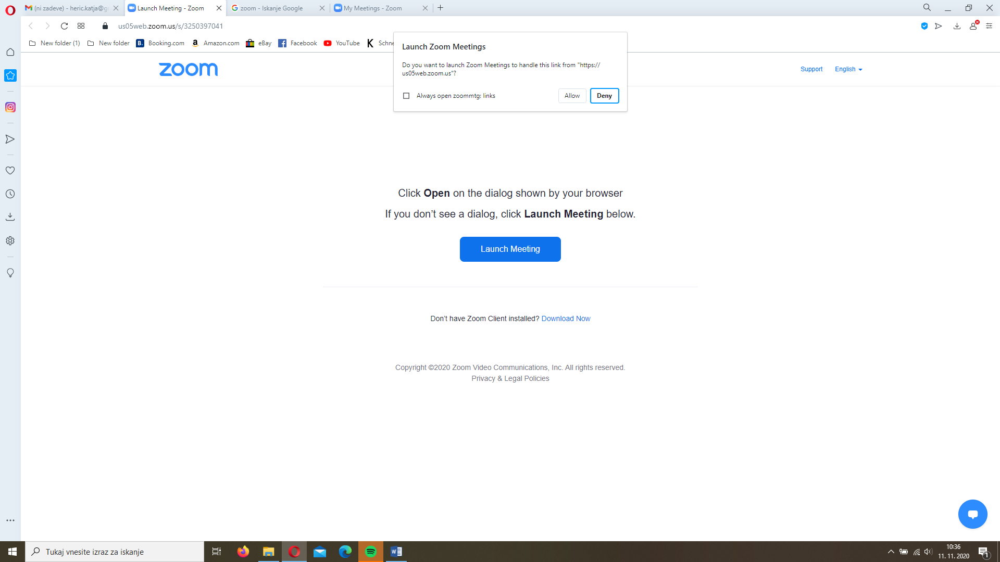 (ni zadeve) - heric.katja@g
Launch Meeting - Zoom
zoom - Iskanje Google
My Meetings - Zoom
us05web.zoom.us/s/3250397041
New folder (1)
New folder
B. Booking.com
a Amazon.com
eBay
Facebook
YouTube
K Schne
Launch Zoom Meetings
Do you want to launch Zoom Meetings to handle this link from "https://
us05web.zoom.us"?
Always open zoommtg: links
Allow
Deny
zoom
Support
English
Click Open on the dialog shown by your browser
If you don’t see a dialog, click Launch Meeting below.
Launch Meeting
Don’t have Zoom Client installed? Download Now
Copyright ©2020 Zoom Video Communications, Inc. All rights reserved.
Privacy & Legal Policies
Tukaj vnesite izraz za iskanje
10:36
11. 11. 2020
1